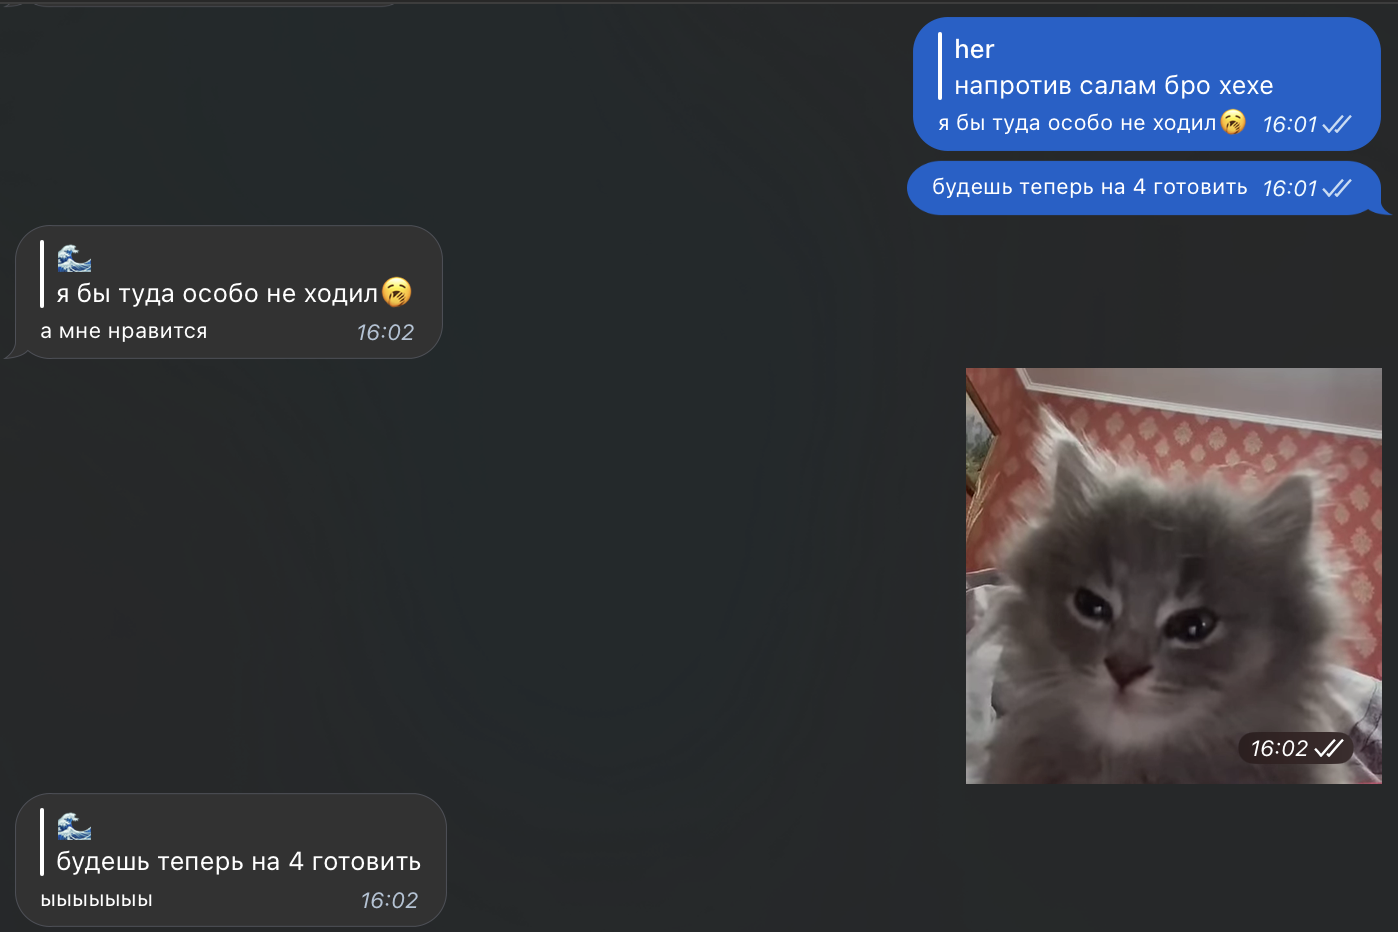 her
напротив салам бро хехе
я бы туда особо не ходил🥱 16:01
будешь теперь на 4 готовить 16:01
🌊
я бы туда особо не ходил🥱
а мне нравится 16:02
16:02
🌊
будешь теперь на 4 готовить
ыыыыыыы 16:02